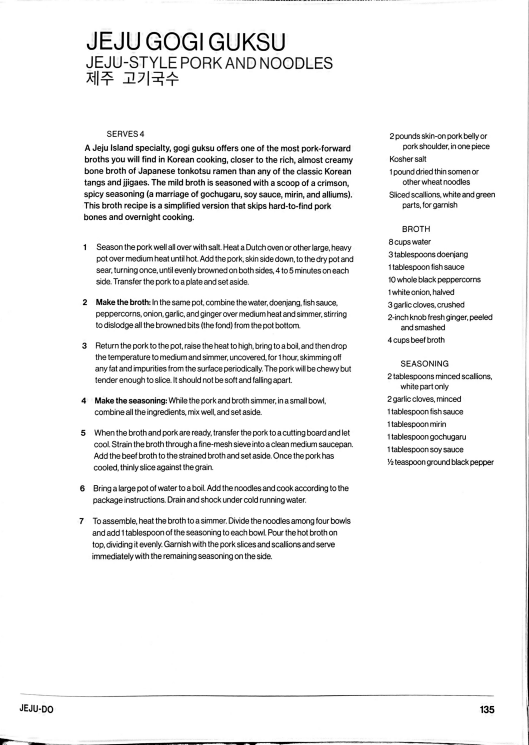 JEJU GOGI GUKSU
JEJU-STYLE PORK AND NOODLES
제주 고기국수
SERVES 4
A Jeju Island specialty, gogi guksu offers one of the most pork-forward
broths you will find in Korean cooking, closer to the rich, almost creamy
bone broth of Japanese tonkotsu ramen than any of the classic Korean
tangs and jjigaes. The mild broth is seasoned with a scoop of a crimson,
spicy seasoning (a marriage of gochugaru, soy sauce, mirin, and alliums).
This broth recipe is a simplified version that skips hard-to-find pork
bones and overnight cooking.
1 Season the pork well all over with salt. Heat a Dutch oven or other large, heavy
pot over medium heat until hot. Add the pork, skin side down, to the dry pot and
sear, turning once, until evenly browned on both sides, 4 to 5 minutes on each
side. Transfer the pork to a plate and set aside.
2 Make the broth: In the same pot, combine the water, doenjang, fish sauce,
peppercorns, onion, garlic, and ginger over medium heat and simmer, stirring
to dislodge all the browned bits (the fond) from the pot bottom.
3 Return the pork to the pot, raise the heat to high, bring to a boil, and then drop
the temperature to medium and simmer, uncovered, for 1 hour, skimming off
any fat and impurities from the surface periodically. The pork will be chewy but
tender enough to slice. It should not be soft and falling apart.
4 Make the seasoning: While the pork and broth simmer, in a small bowl,
combine all the ingredients, mix well, and set aside.
5 When the broth and pork are ready, transfer the pork to a cutting board and let
cool. Strain the broth through a fine-mesh sieve into a clean medium saucepan.
Add the beef broth to the strained broth and set aside. Once the pork has
cooled, thinly slice against the grain.
6 Bring a large pot of water to a boil. Add the noodles and cook according to the
package instructions. Drain and shock under cold running water.
7 To assemble, heat the broth to a simmer. Divide the noodles among four bowls
and add 1 tablespoon of the seasoning to each bowl. Pour the hot broth on
top, dividing it evenly. Garnish with the pork slices and scallions and serve
immediately with the remaining seasoning on the side.
2 pounds skin-on pork belly or
pork shoulder, in one piece
Kosher salt
1 pound dried thin somen or
other wheat noodles
Sliced scallions, white and green
parts, for garnish
BROTH
8 cups water
3 tablespoons doenjang
1 tablespoon fish sauce
10 whole black peppercorns
1 white onion, halved
3 garlic cloves, crushed
2-inch knob fresh ginger, peeled
and smashed
4 cups beef broth
SEASONING
2 tablespoons minced scallions,
white part only
2 garlic cloves, minced
1 tablespoon fish sauce
1 tablespoon mirin
1 tablespoon gochugaru
1 tablespoon soy sauce
½ teaspoon ground black pepper
JEJU-DO
135